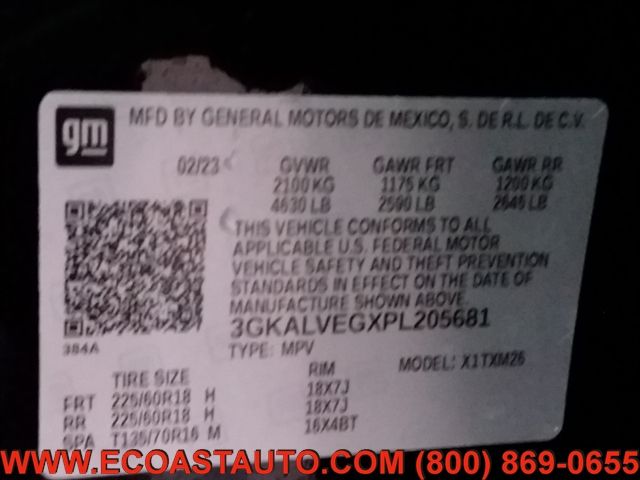 gm
MFD BY GENERAL MOTORS DE MEXICO, S. DE R.L. DE C.V.
02/23 GVWR GAWR FRT GAWR RR
2100 KG 1175 KG 1200 KG
4630 LB 2590 LB 2645 LB
THIS VEHICLE CONFORMS TO ALL
APPLICABLE U.S. FEDERAL MOTOR
VEHICLE SAFETY AND THEFT PREVENTION
STANDARDS IN EFFECT ON THE DATE OF
MANUFACTURE SHOWN ABOVE.
3GKALVEGXPL205681
384A
TYPE: MPV MODEL: X1TXM26
TIRE SIZE RIM
FRT 225/60R18 H 18X7J
RR 225/60R18 H 18X7J
SPA T135/70R16 M 16X4BT
WWW.ECOASTAUTO.COM (800) 869-0655